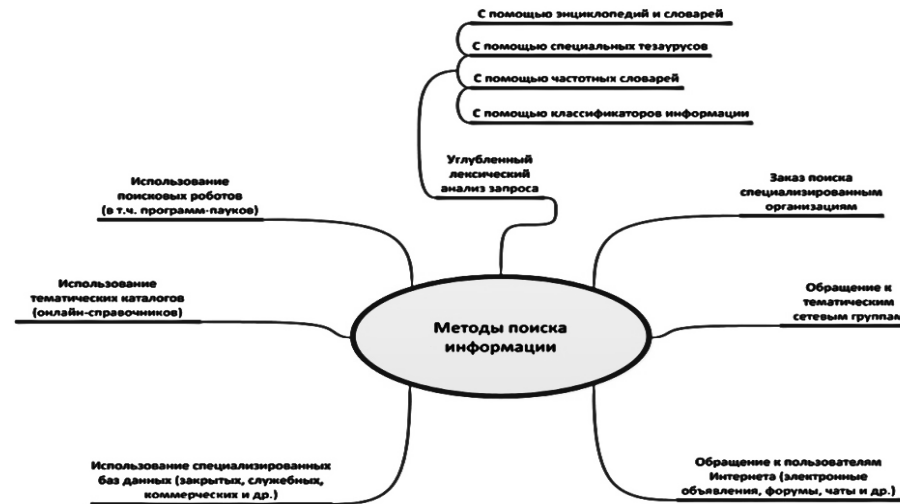 С помощью энциклопедий и словарей
С помощью специальных тезаурусов
С помощью частотных словарей
С помощью классификаторов информации
Углубленный
лексический
анализ запроса
Использование
поисковых роботов
(в т.ч. программ-пауков)
Заказ поиска
специализированным
организациям
Использование
тематических каталогов
(онлайн-справочников)
Обращение к
тематическим
сетевым группам
Методы поиска
информации
Использование специализированных
баз данных (закрытых, служебных,
коммерческих и др.)
Обращение к пользователям
Интернета (электронные
объявления, форумы, чаты и др.)